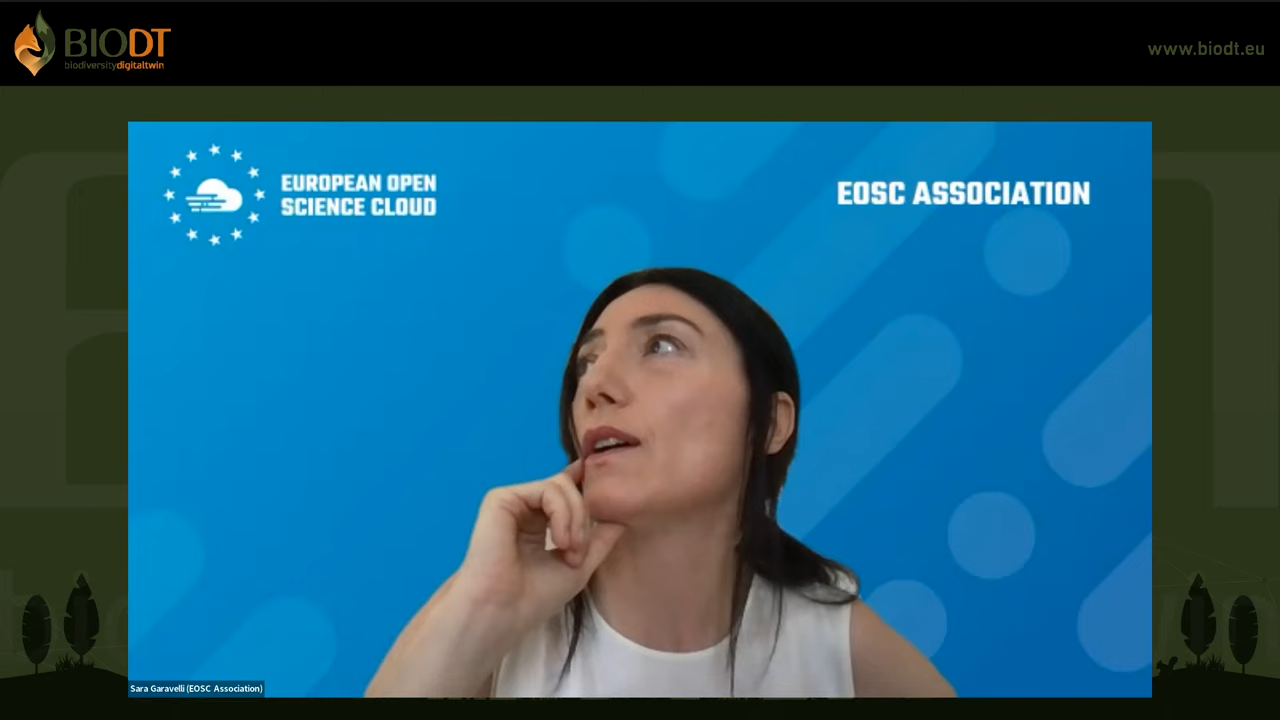 BIODT
biodiversitydigitaltwin
www.biodt.eu
EUROPEAN OPEN
SCIENCE CLOUD
EOSC ASSOCIATION
Sara Garavelli (EOSC Association)